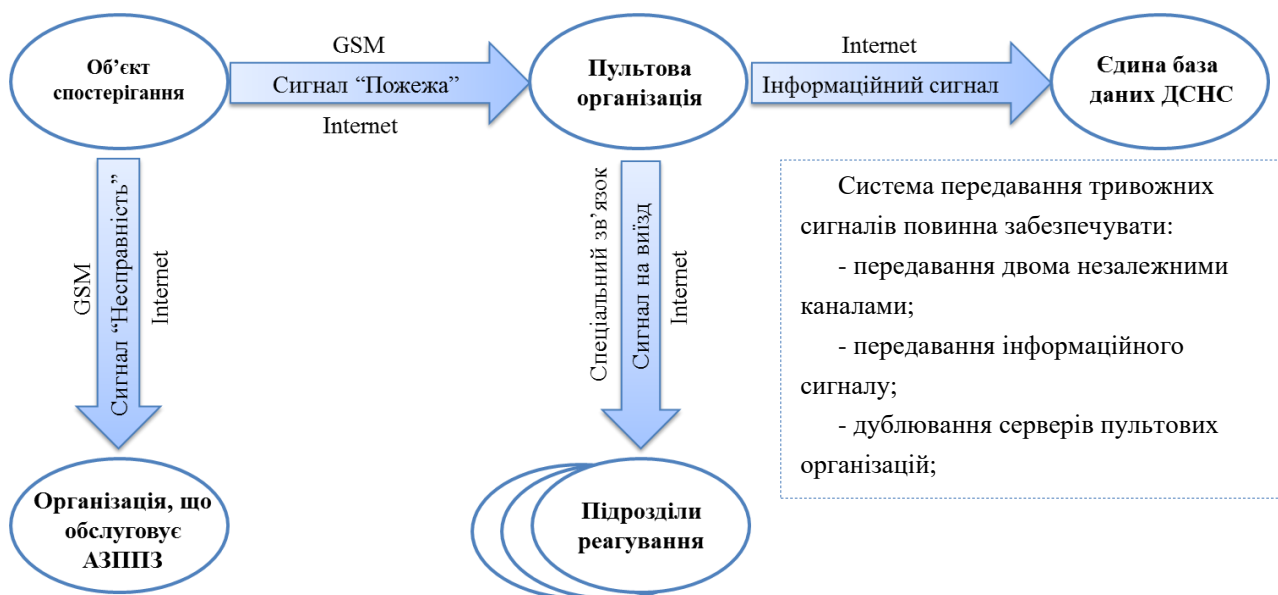 Об’єкт
спостерігання
GSM
Сигнал “Пожежа”
Internet
Пультова
організація
Internet
Інформаційний сигнал
Єдина база
даних ДСНС
GSM
Сигнал “Несправність”
Internet
Спеціальний зв’язок
Сигнал на виїзд
Internet
Система передавання тривожних
сигналів повинна забезпечувати:
- передавання двома незалежними
каналами;
- передавання інформаційного
сигналу;
- дублювання серверів пультових
організацій;
Організація, що
обслуговує
АЗППЗ
Підрозділи
реагування